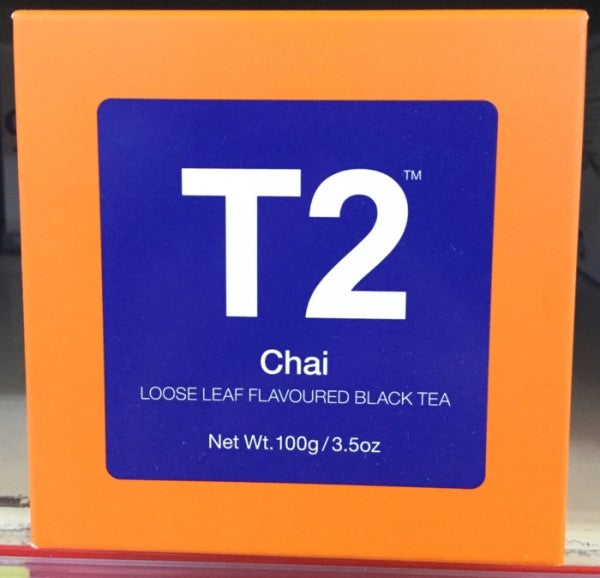 T2™
Chai
LOOSE LEAF FLAVOURED BLACK TEA
Net Wt. 100g / 3.5oz